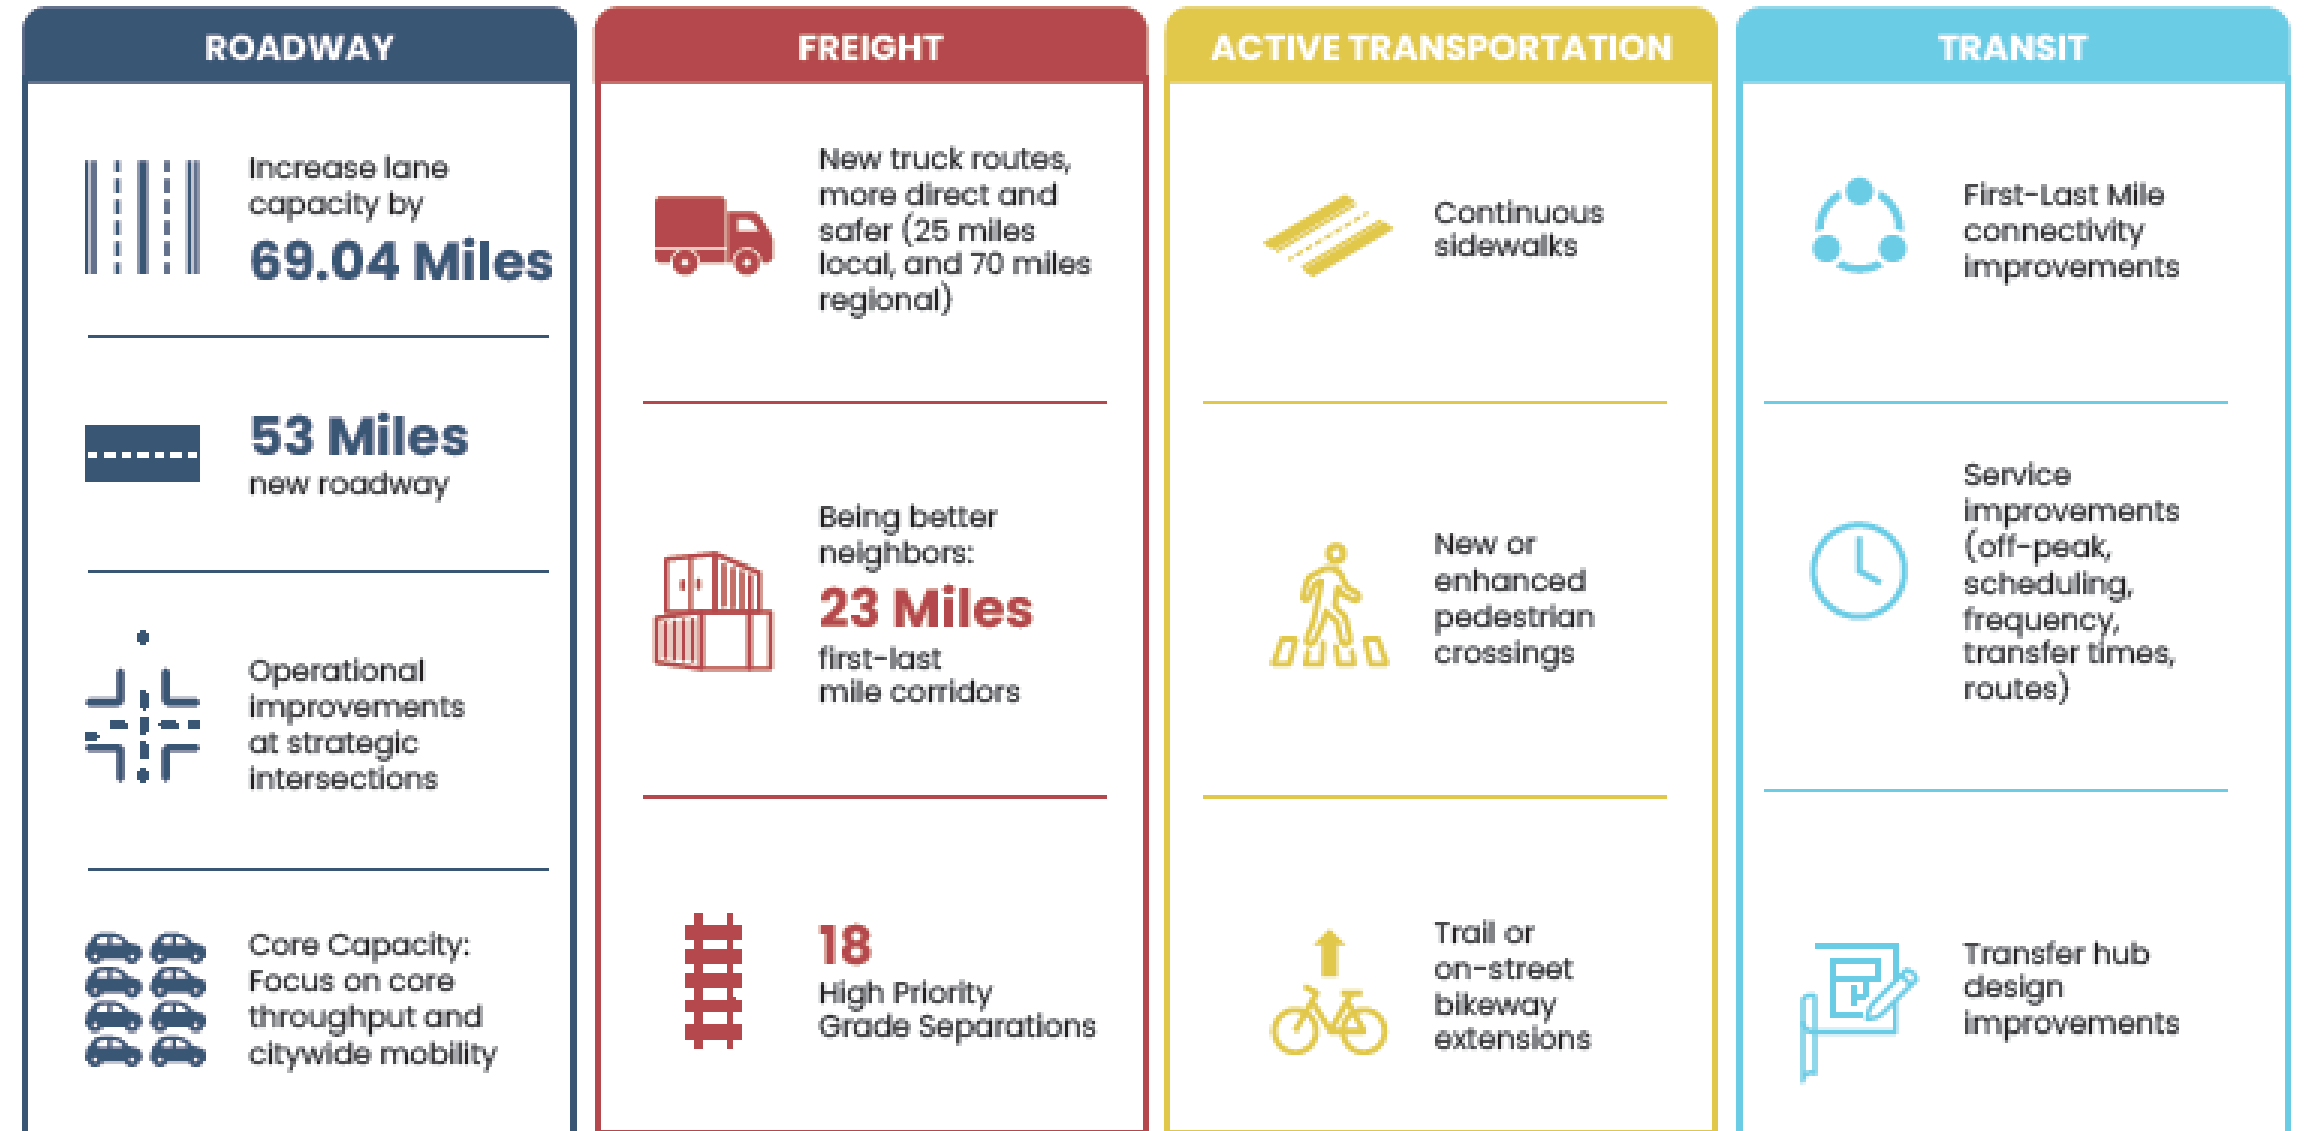 ROADWAY
Increase lane
capacity by
69.04 Miles
53 Miles
new roadway
Operational
improvements
at strategic
intersections
Core Capacity:
Focus on core
throughput and
citywide mobility
FREIGHT
New truck routes,
more direct and
safer (25 miles
local, and 70 miles
regional)
Being better
neighbors:
23 Miles
first-last
mile corridors
18
High Priority
Grade Separations
ACTIVE TRANSPORTATION
Continuous
sidewalks
New or
enhanced
pedestrian
crossings
Trail or
on-street
bikeway
extensions
TRANSIT
First-Last Mile
connectivity
improvements
Service
improvements
(off-peak,
scheduling,
frequency,
transfer times,
routes)
Transfer hub
design
improvements